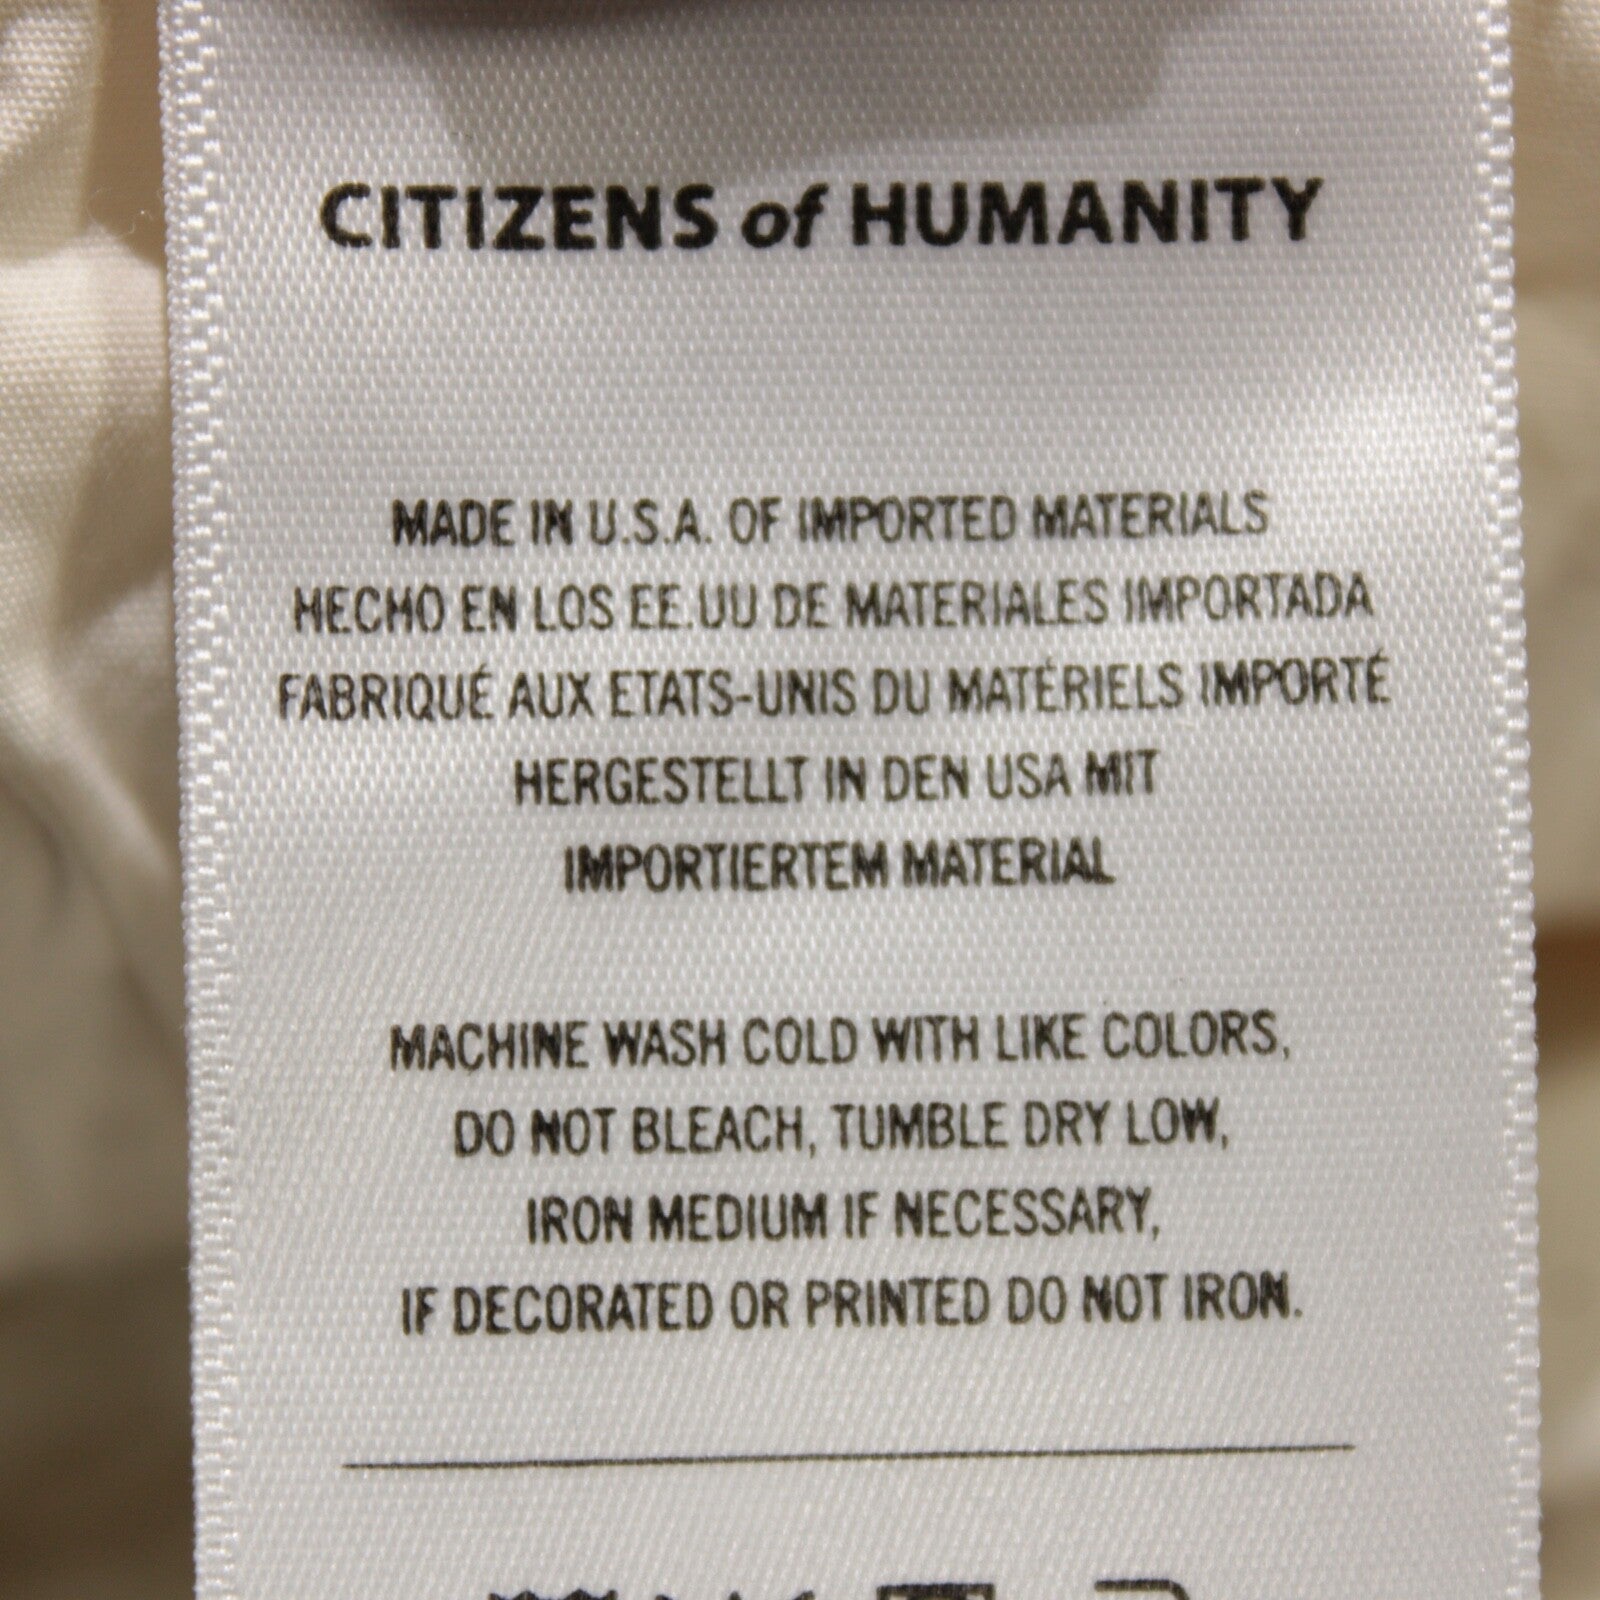 CITIZENS of HUMANITY
MADE IN U.S.A. OF IMPORTED MATERIALS
HECHO EN LOS EE.UU DE MATERIALES IMPORTADA
FABRIQUÉ AUX ETATS-UNIS DU MATÉRIELS IMPORTÉ
HERGESTELLT IN DEN USA MIT
IMPORTIERTEM MATERIAL
MACHINE WASH COLD WITH LIKE COLORS,
DO NOT BLEACH, TUMBLE DRY LOW,
IRON MEDIUM IF NECESSARY,
IF DECORATED OR PRINTED DO NOT IRON.